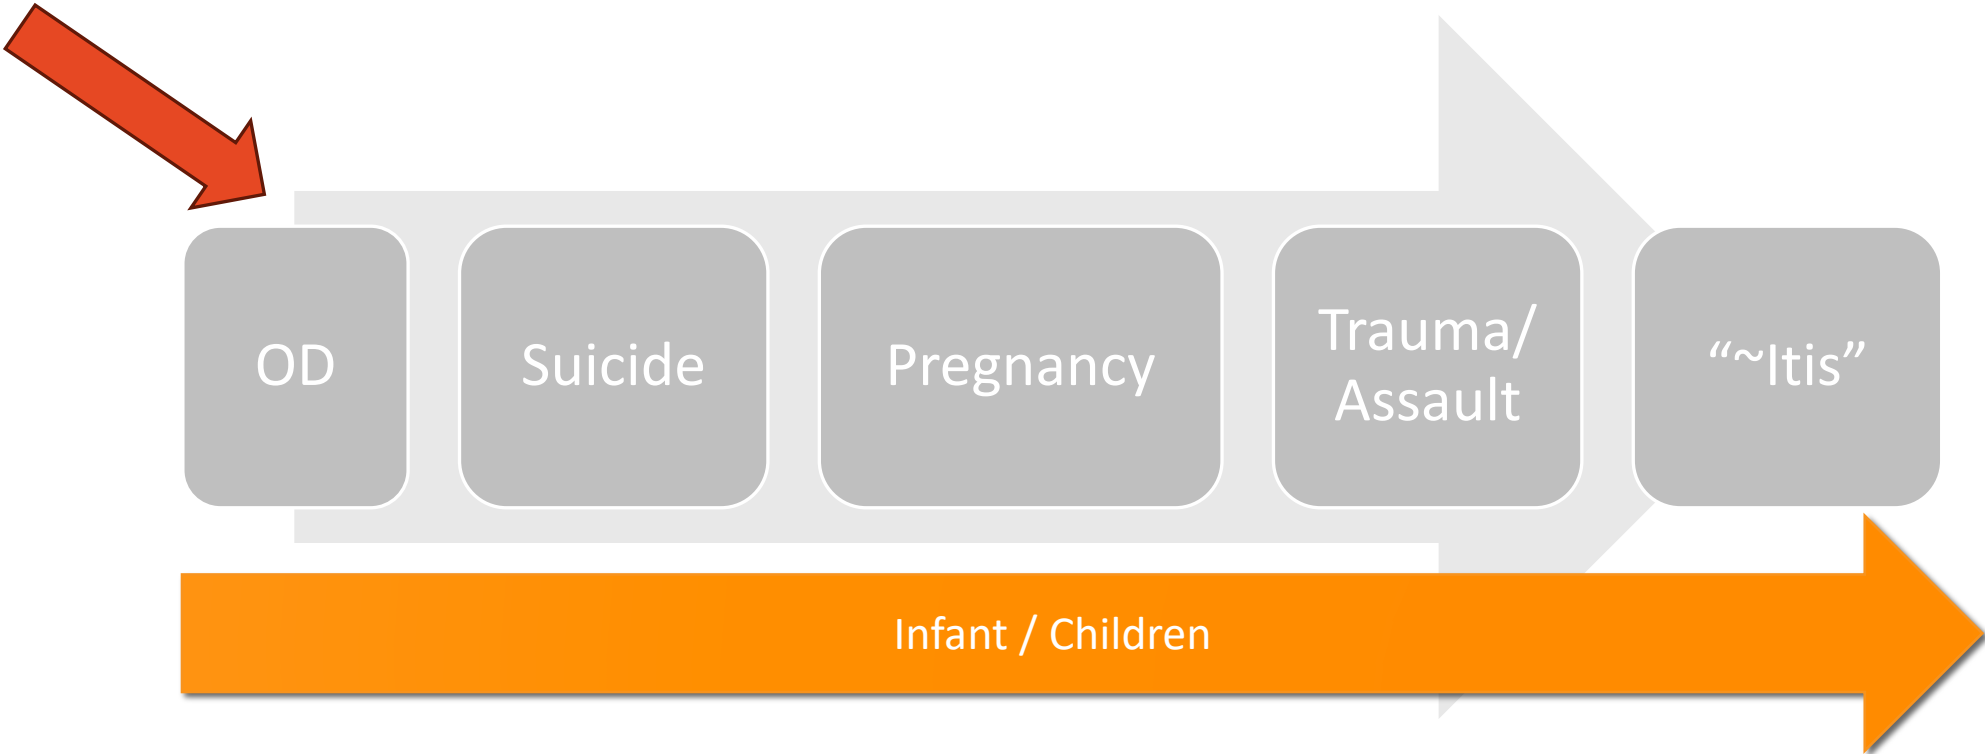 OD
Suicide
Pregnancy
Trauma/
Assault
“~Itis”
Infant / Children